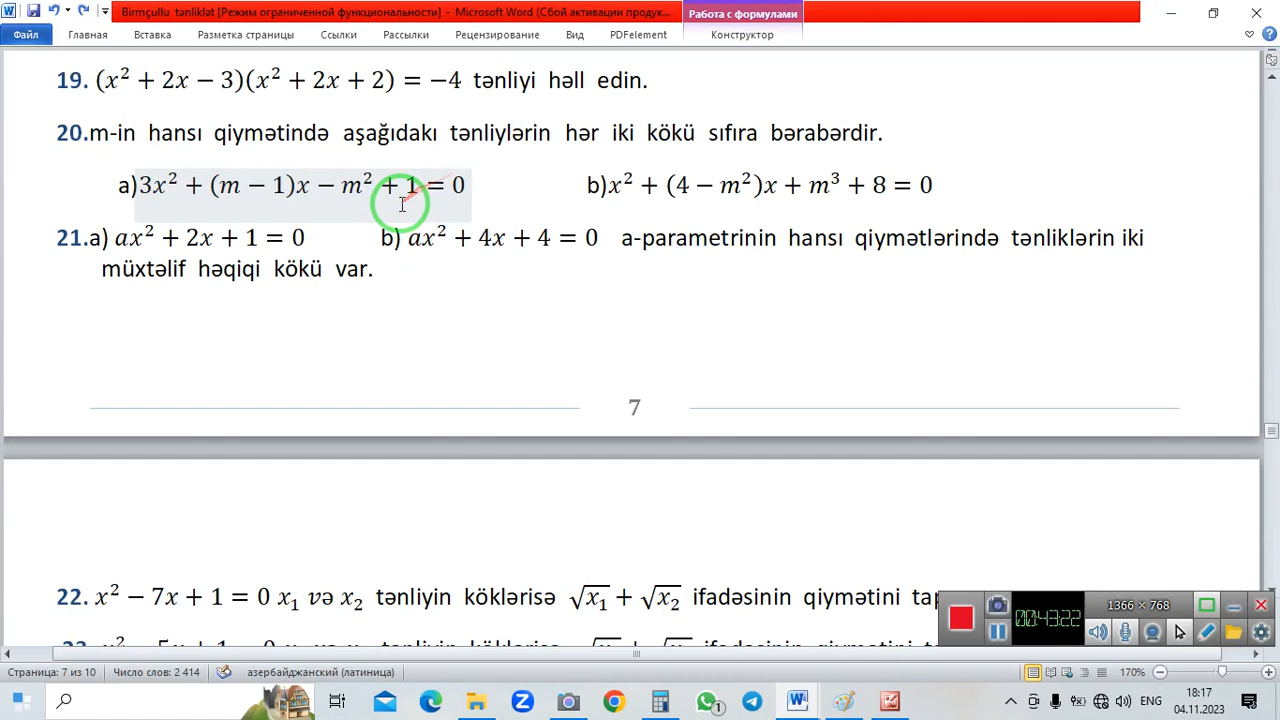 Birmçullu tənliklət [Режим ограниченной функциональности] - Microsoft Word (Сбой активации продук...
Работа с формулами
Файл Главная Вставка Разметка страницы Ссылки Рассылки Рецензирование Вид PDFelement Конструктор
19. (x² + 2x − 3)(x² + 2x + 2) = −4 tənliyi həll edin.
20.m-in hansı qiymətində aşağıdakı tənliylərin hər iki kökü sıfıra bərabərdir.
a)3x² + (m − 1)x − m² + 1 = 0 b)x² + (4 − m²)x + m³ + 8 = 0
21.a) ax² + 2x + 1 = 0 b) ax² + 4x + 4 = 0 a-parametrinin hansı qiymətlərində tənliklərin iki
müxtəlif həqiqi kökü var.
7
22. x² − 7x + 1 = 0 x₁ və x₂ tənliyin köklərisə √x₁ + √x₂ ifadəsinin qiymətini
1366 × 768
00:43:22
Страница: 7 из 10 Число слов: 2 414 азербайджанский (латиница) 170%
1
ENG
18:17
04.11.2023